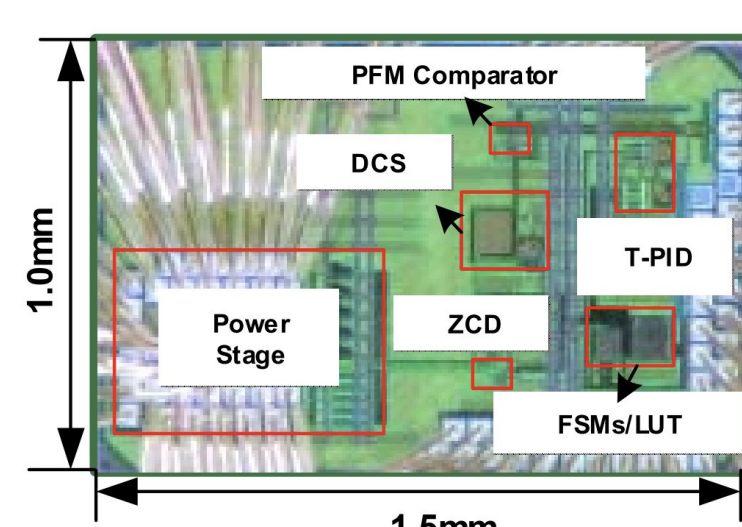 PFM Comparator
DCS
T-PID
1.0mm
Power
Stage
ZCD
FSMs/LUT
1.5mm